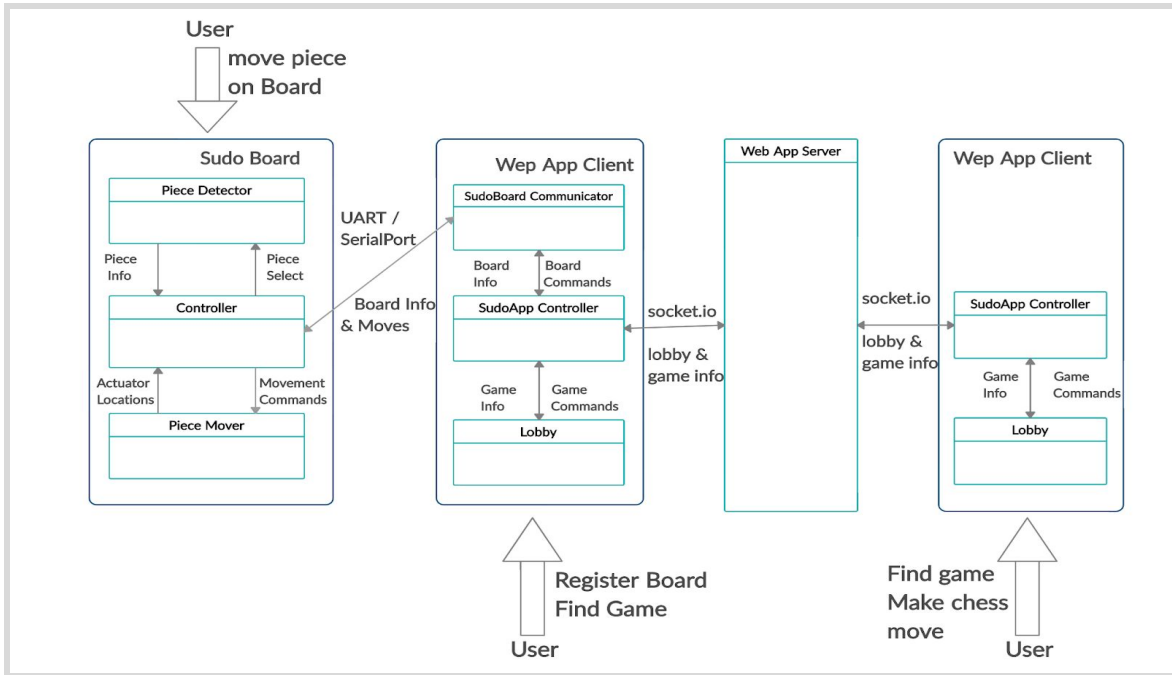 User
move piece
on Board
Sudo Board
Piece Detector
Piece
Info
Piece
Select
Controller
Actuator
Locations
Movement
Commands
Piece Mover
UART /
SerialPort
Board Info
& Moves
Wep App Client
SudoBoard Communicator
Board
Info
Board
Commands
SudoApp Controller
Game
Info
Game
Commands
Lobby
Register Board
Find Game
User
socket.io
lobby &
game info
Web App Server
socket.io
lobby &
game info
Wep App Client
SudoApp Controller
Game
Info
Game
Commands
Lobby
Find game
Make chess
move
User